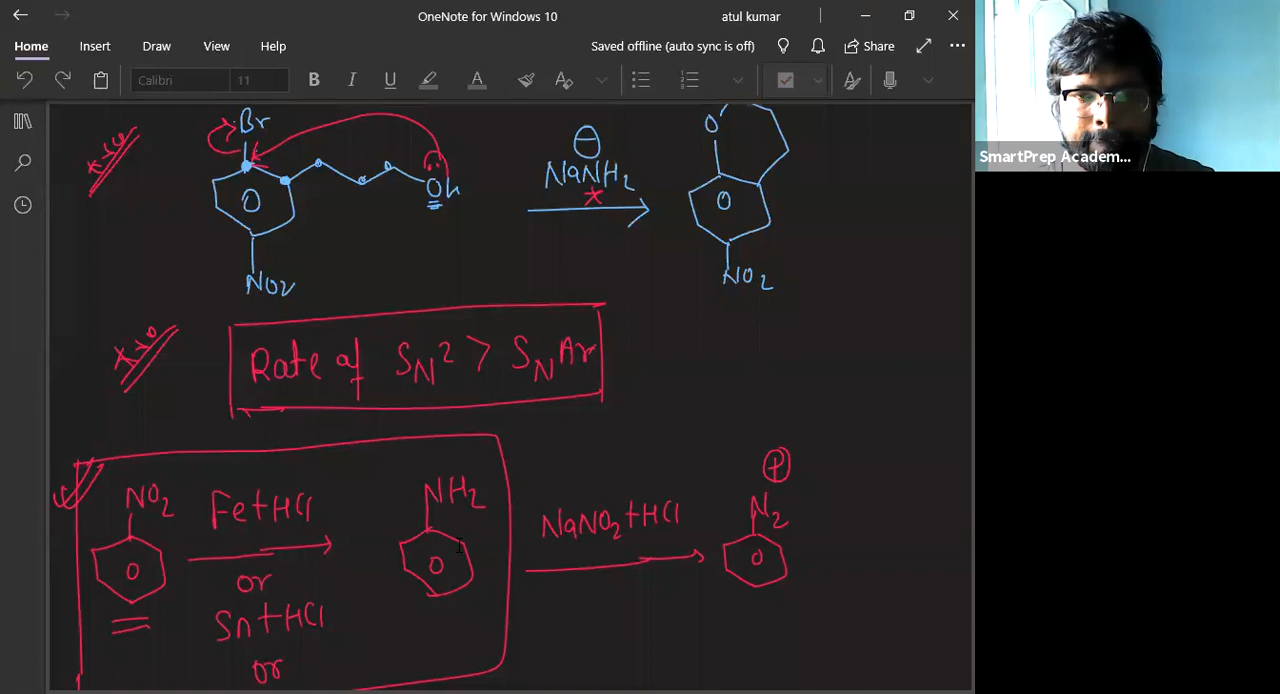 OneNote for Windows 10
atul kumar
Home Insert Draw View Help
Saved offline (auto sync is off)
Share
Calibri 11
B I U A
SmartPrep Academ...
Br
OH
NO2
NaNH2
O
NO2
Rate of SN2 > SNAr
NO2
Fe+HCl
or
Sn+HCl
or
NH2
NaNO2+HCl
N2